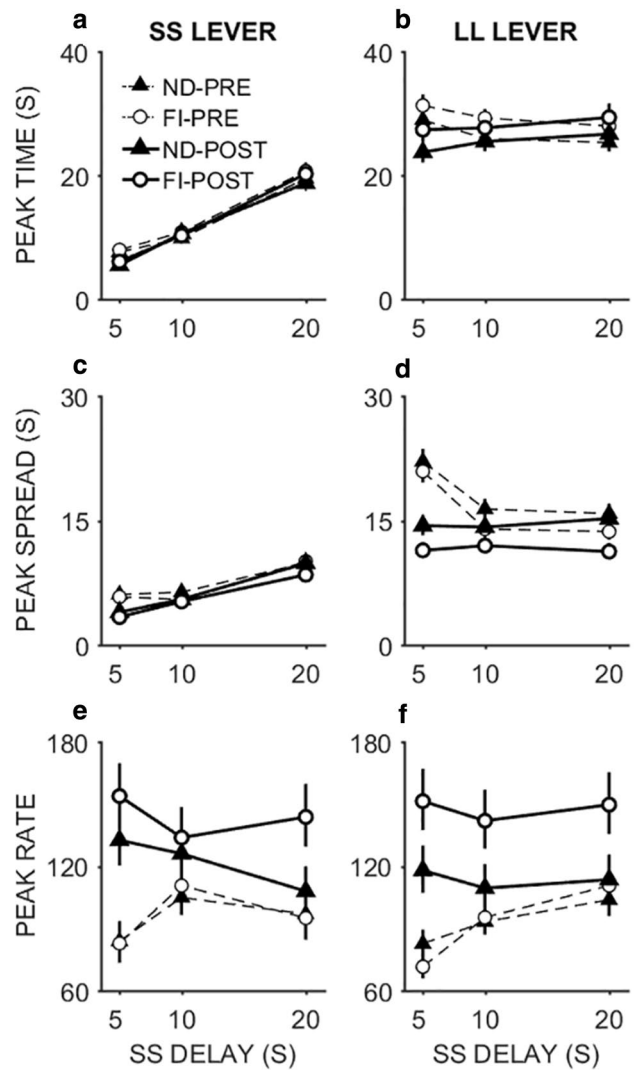 a SS LEVER
b LL LEVER
PEAK TIME (S)
40
20
0
ND-PRE
FI-PRE
ND-POST
FI-POST
5 10 20
40
20
0
5 10 20
c
d
PEAK SPREAD (S)
30
15
0
5 10 20
30
15
0
5 10 20
e
f
PEAK RATE
180
120
60
5 10 20
SS DELAY (S)
180
120
60
5 10 20
SS DELAY (S)